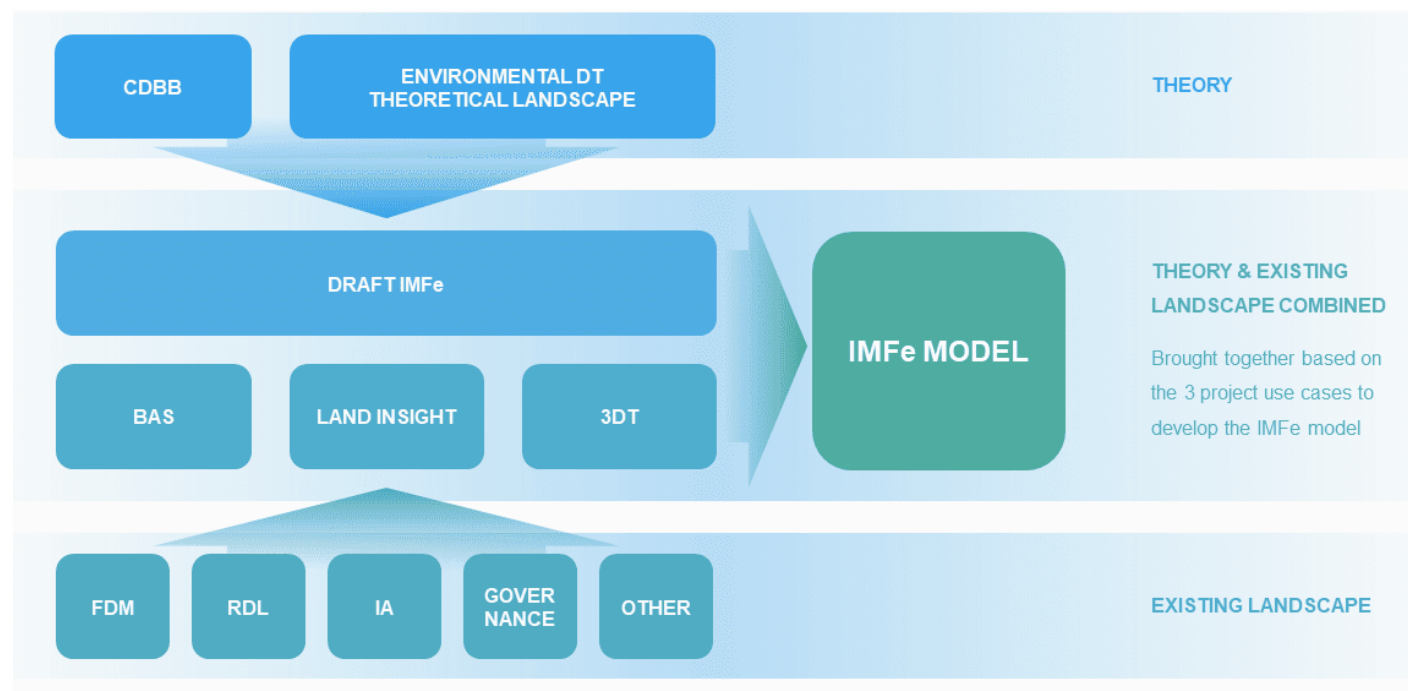 CDBB
ENVIRONMENTAL DT
THEORETICAL LANDSCAPE
THEORY
DRAFT IMFe
BAS
LAND INSIGHT
3DT
IMFe MODEL
THEORY & EXISTING
LANDSCAPE COMBINED
Brought together based on
the 3 project use cases to
develop the IMFe model
FDM
RDL
IA
GOVER
NANCE
OTHER
EXISTING LANDSCAPE